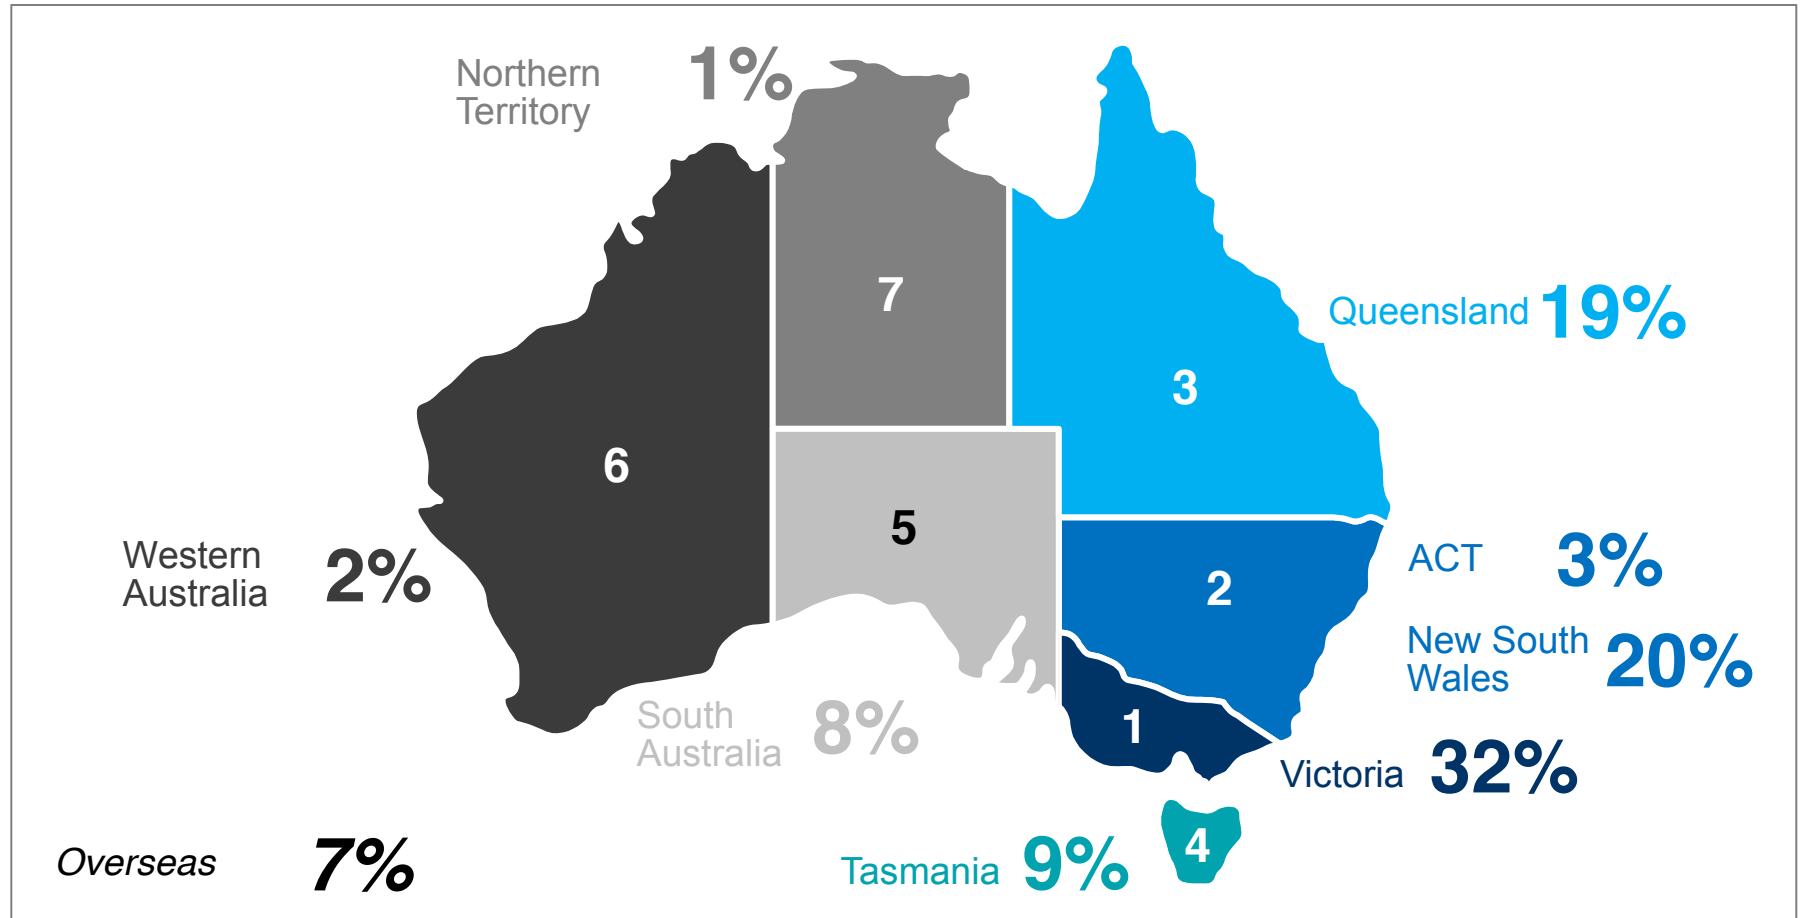 Northern
Territory
1%
7
Queensland 19%
3
6
5
Western
Australia
2%
2
ACT 3%
New South
Wales
20%
South
Australia
8%
1
Victoria 32%
Overseas 7%
Tasmania 9%
4